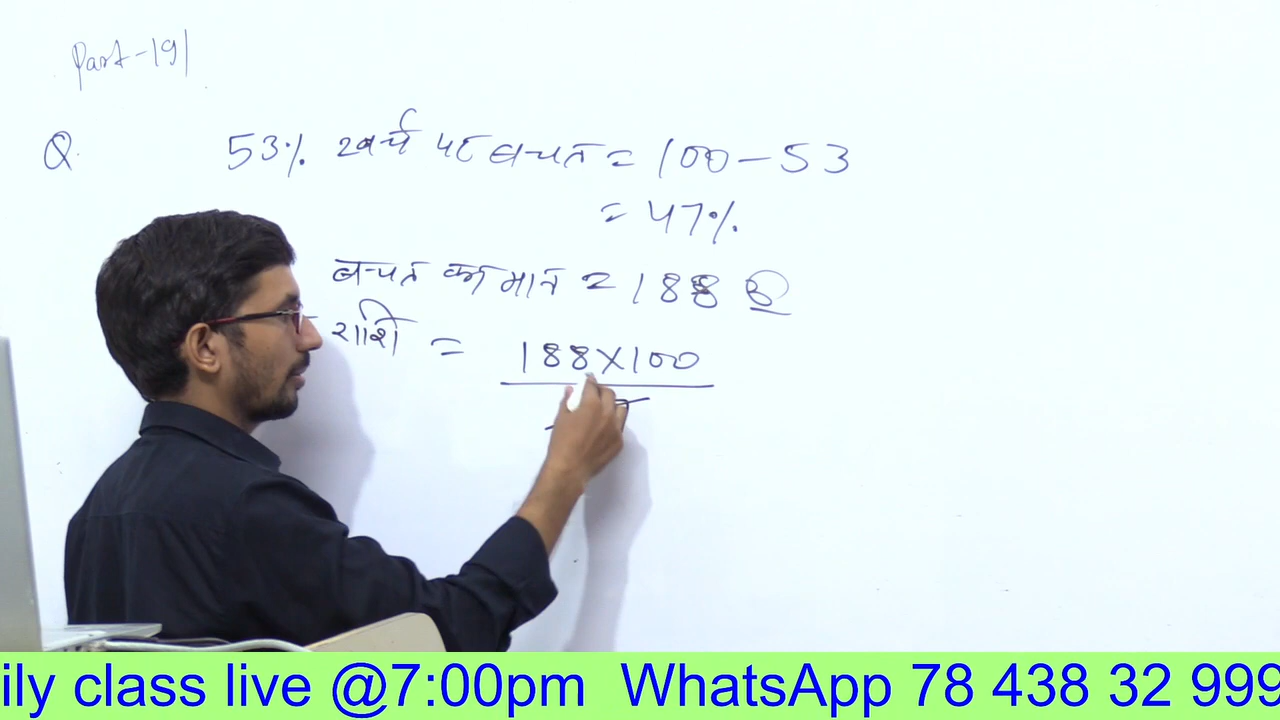 Part-19
Q. 53% खर्च पर बचत = 100 - 53
= 47%
बचत का मान = 188
राशि = 188×100
ily class live @7:00pm WhatsApp 78 438 32 999